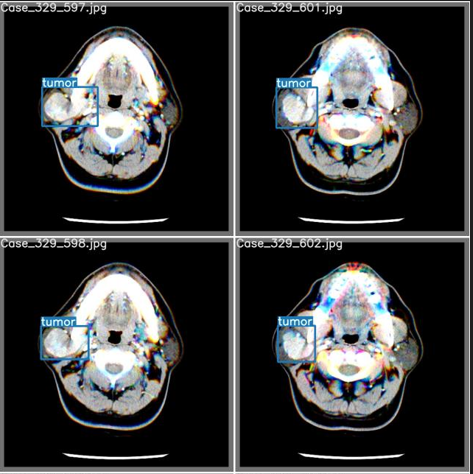 Case_329_597.jpg
tumor
Case_329_601.jpg
tumor
Case_329_598.jpg
tumor
Case_329_602.jpg
tumor